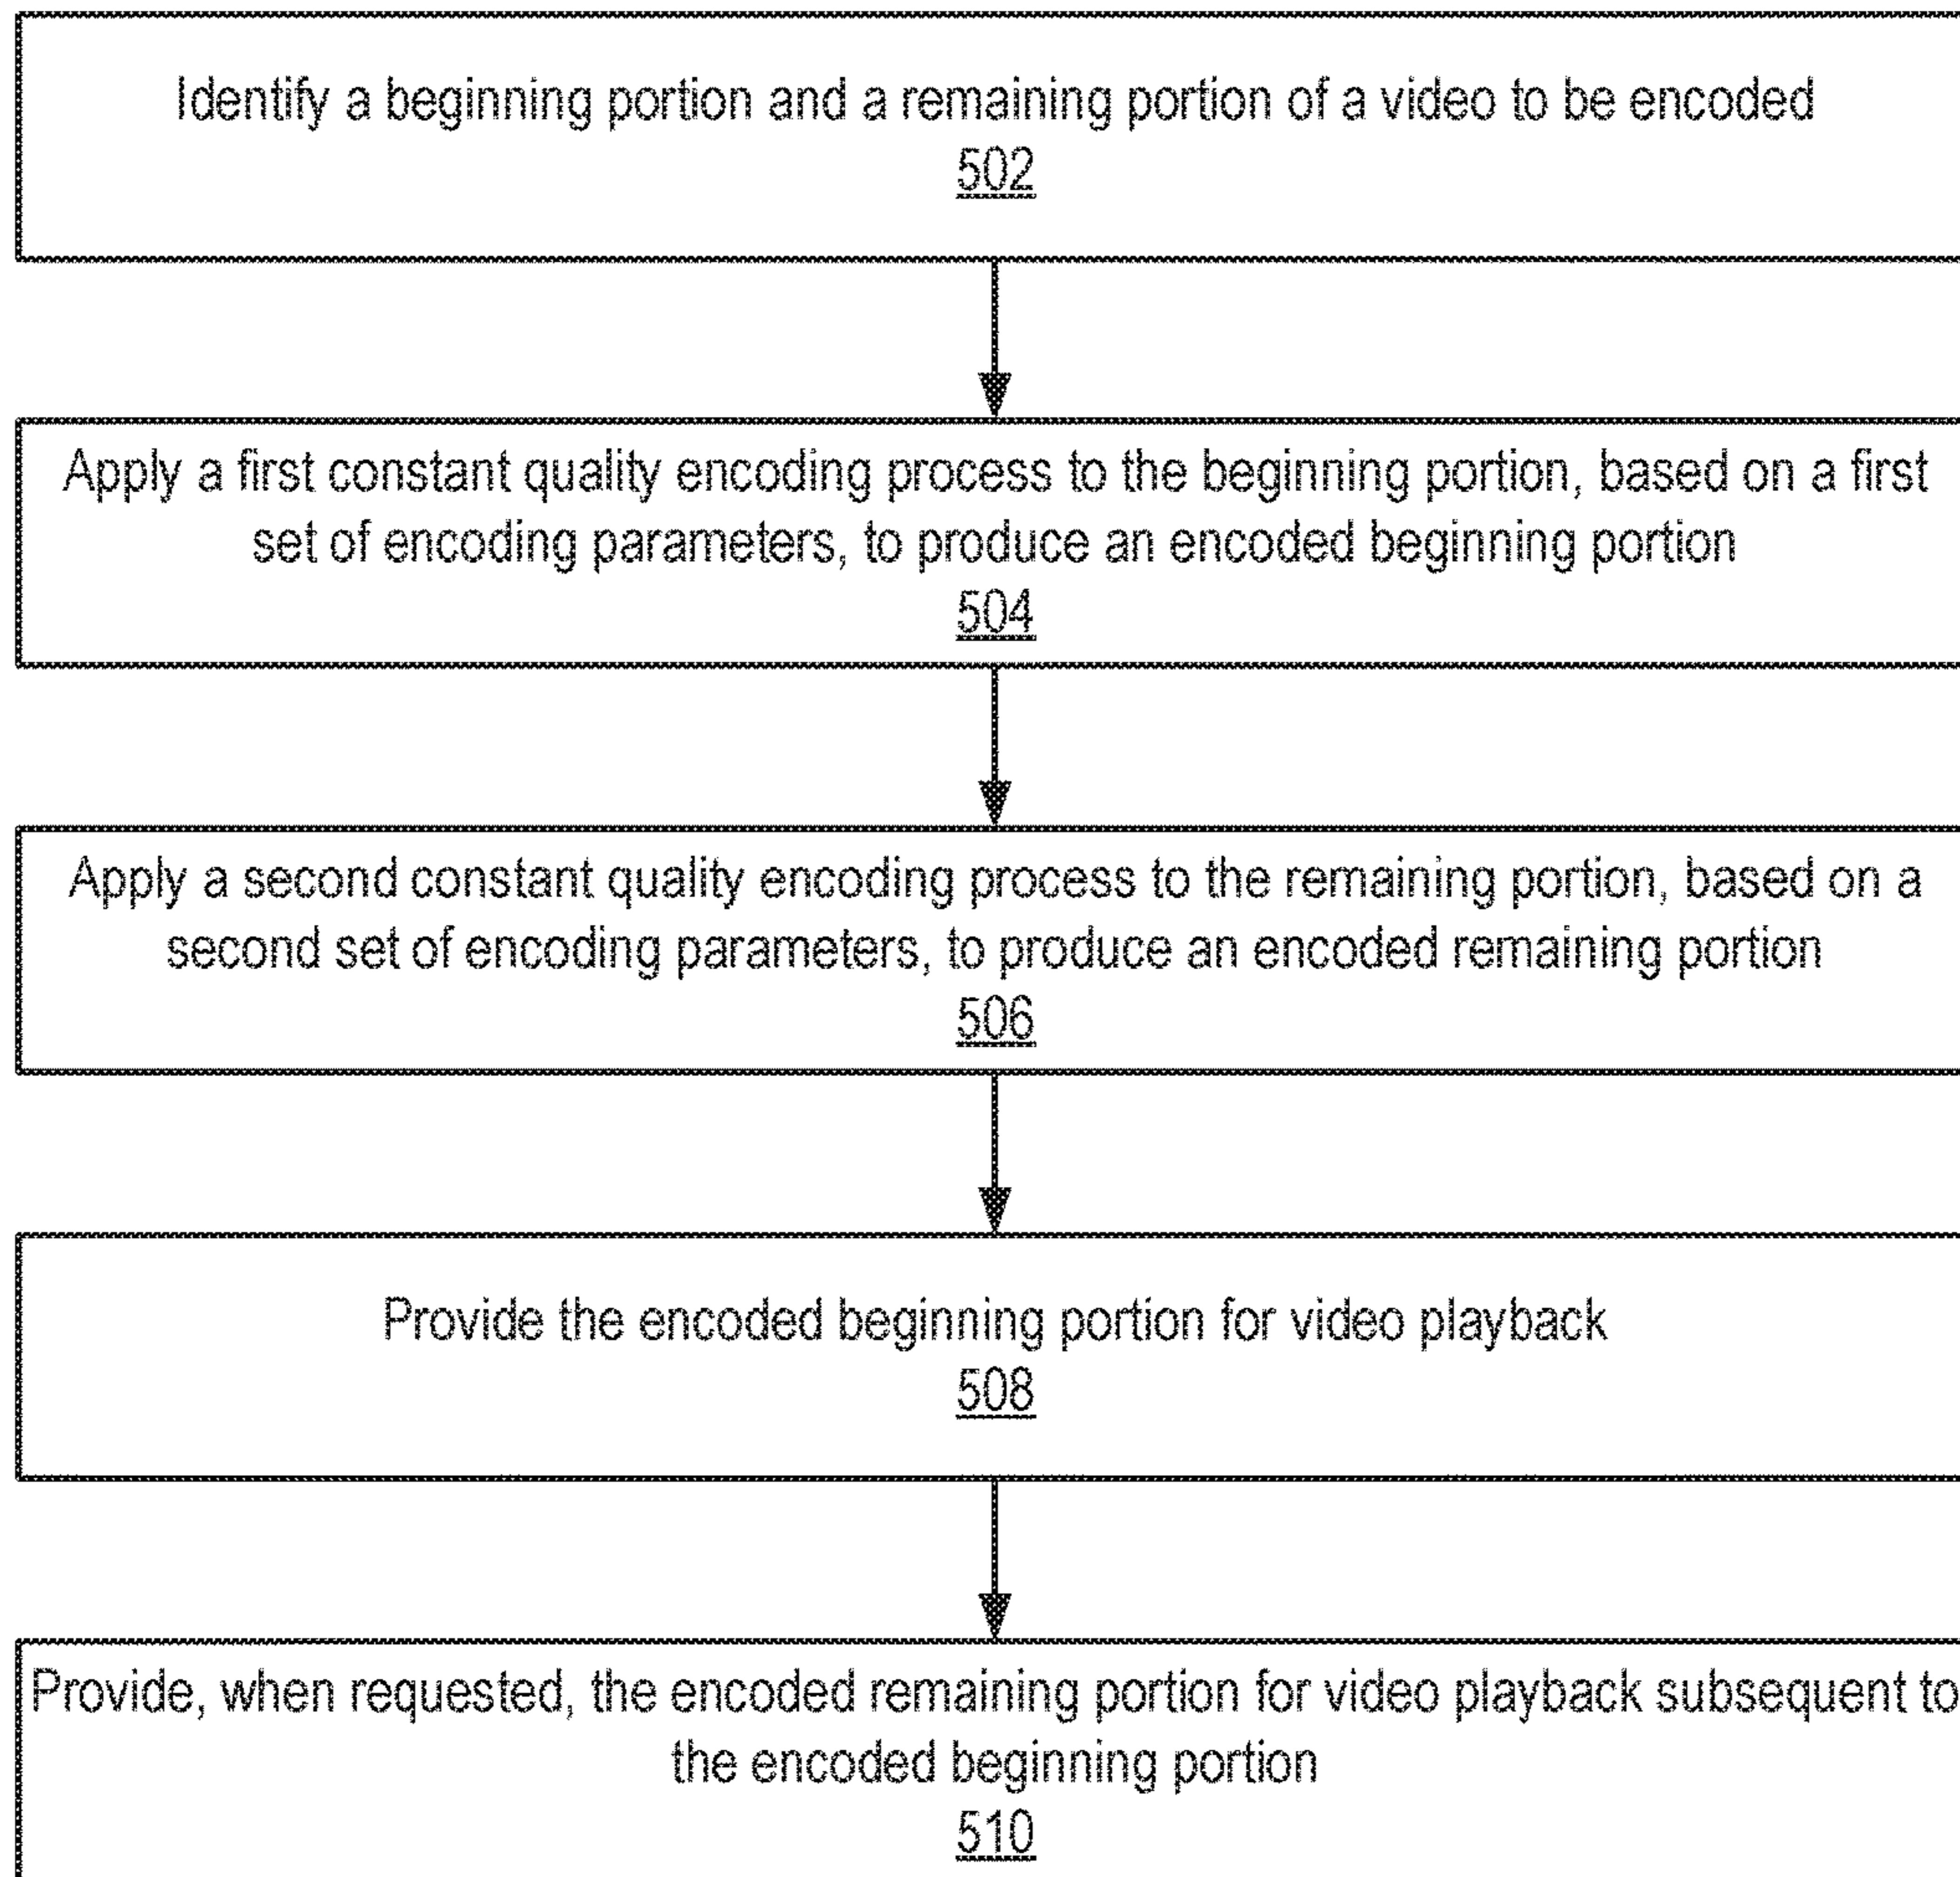 Identify a beginning portion and a remaining portion of a video to be encoded
502
Apply a first constant quality encoding process to the beginning portion, based on a first
set of encoding parameters, to produce an encoded beginning portion
504
Apply a second constant quality encoding process to the remaining portion, based on a
second set of encoding parameters, to produce an encoded remaining portion
506
Provide the encoded beginning portion for video playback
508
Provide, when requested, the encoded remaining portion for video playback subsequent to
the encoded beginning portion
510